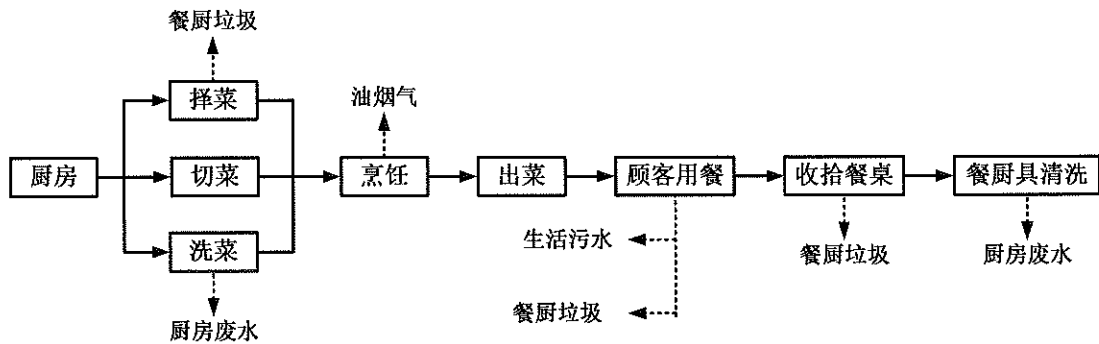 餐厨垃圾
择菜
油烟气
厨房
切菜
烹饪
出菜
顾客用餐
收拾餐桌
餐厨具清洗
洗菜
生活污水
餐厨垃圾
厨房废水
厨房废水
餐厨垃圾